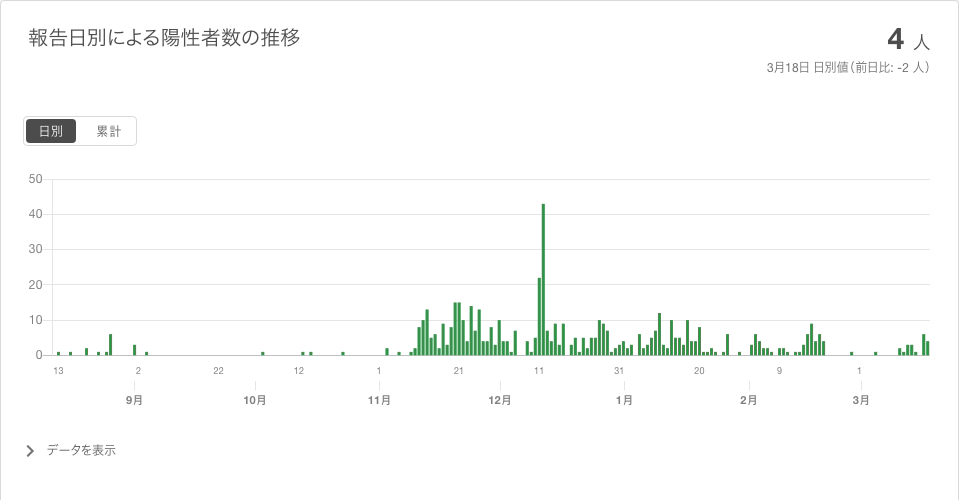 報告日別による陽性者数の推移
4 人
3月18日 日別値（前日比: -2 人）
日別 累計
50
40
30
20
10
0
13 2 22 12 1 21 11 31 20 9 1
9月 10月 11月 12月 1月 2月 3月
データを表示